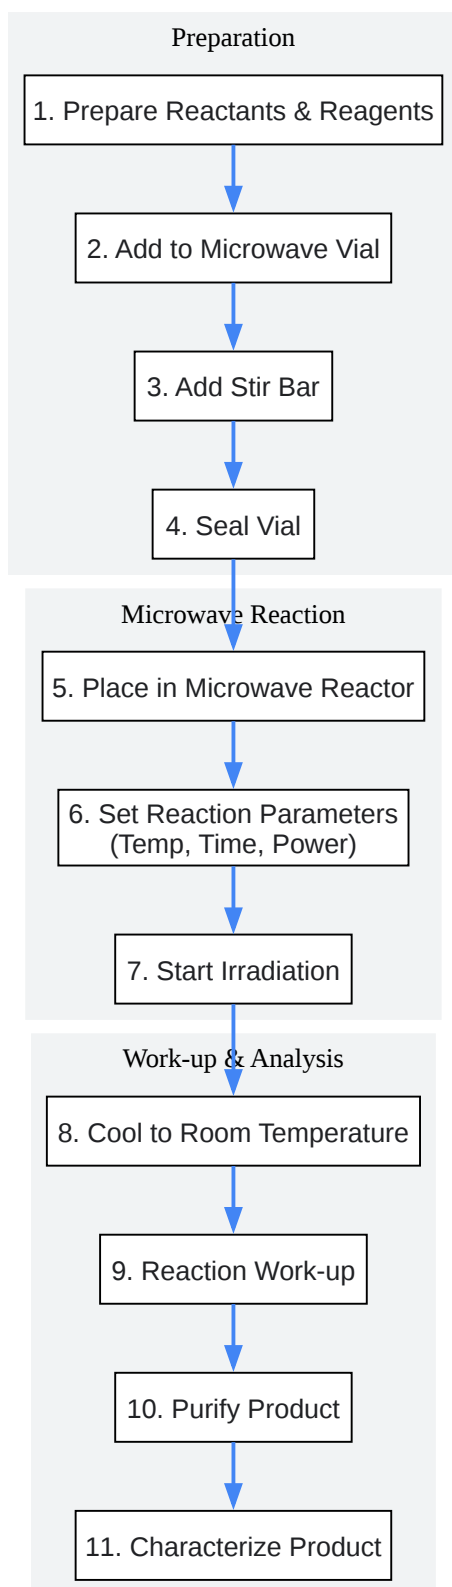 Preparation
1. Prepare Reactants & Reagents
2. Add to Microwave Vial
3. Add Stir Bar
4. Seal Vial
Microwave Reaction
5. Place in Microwave Reactor
6. Set Reaction Parameters
(Temp, Time, Power)
7. Start Irradiation
Work-up & Analysis
8. Cool to Room Temperature
9. Reaction Work-up
10. Purify Product
11. Characterize Product